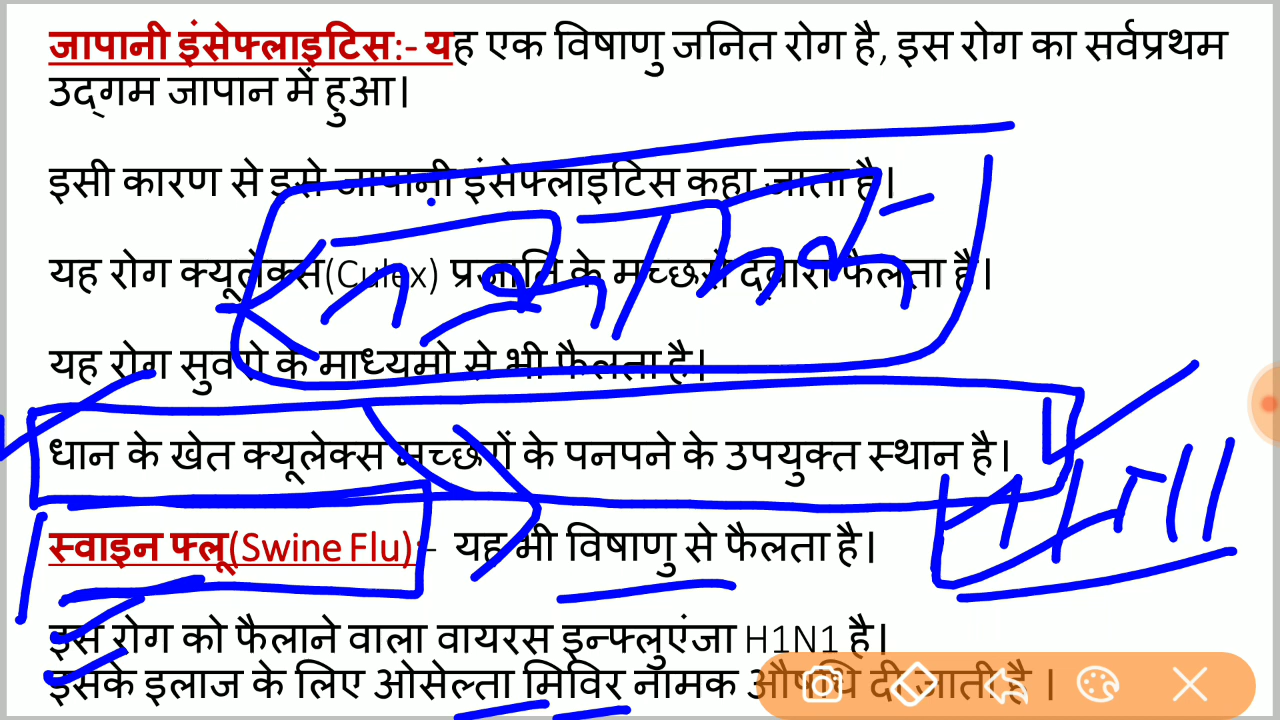 जापानी इंसेफ्लाइटिस:- यह एक विषाणु जनित रोग है, इस रोग का सर्वप्रथम
उद्गम जापान में हुआ।
इसी कारण से इसे जापानी इंसेफ्लाइटिस कहा जाता है।
यह रोग क्यूलेक्स(Culex) प्रजाति के मच्छरो द्वारा फैलता है।
यह रोग सुवरो के माध्यमो से भी फैलता है।
धान के खेत क्यूलेक्स मच्छरों के पनपने के उपयुक्त स्थान है।
स्वाइन फ्लू(Swine Flu):- यह भी विषाणु से फैलता है।
इस रोग को फैलाने वाला वायरस इन्फ्लुएंजा H1N1 है।
इसके इलाज के लिए ओसेल्ता मिविर नामक औषधि दी जाती है ।